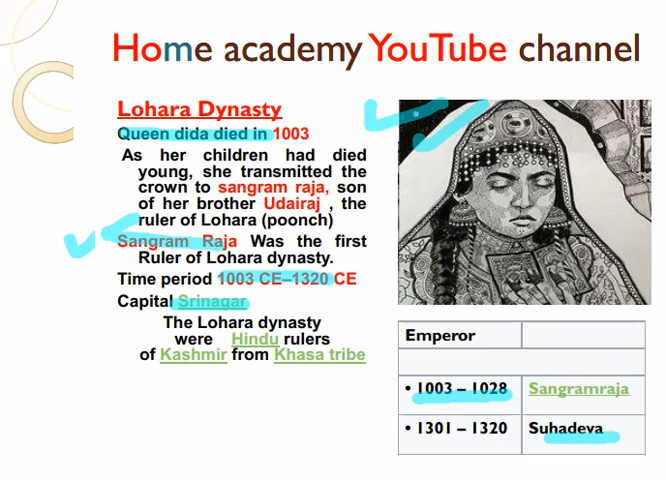 Home academy YouTube channel
Lohara Dynasty
Queen dida died in 1003
As her children had died
young, she transmitted the
crown to sangram raja, son
of her brother Udairaj , the
ruler of Lohara (poonch)
Sangram Raja Was the first
Ruler of Lohara dynasty.
Time period 1003 CE–1320 CE
Capital Srinagar
The Lohara dynasty
were Hindu rulers
of Kashmir from Khasa tribe
Emperor
• 1003 – 1028 Sangramraja
• 1301 – 1320 Suhadeva